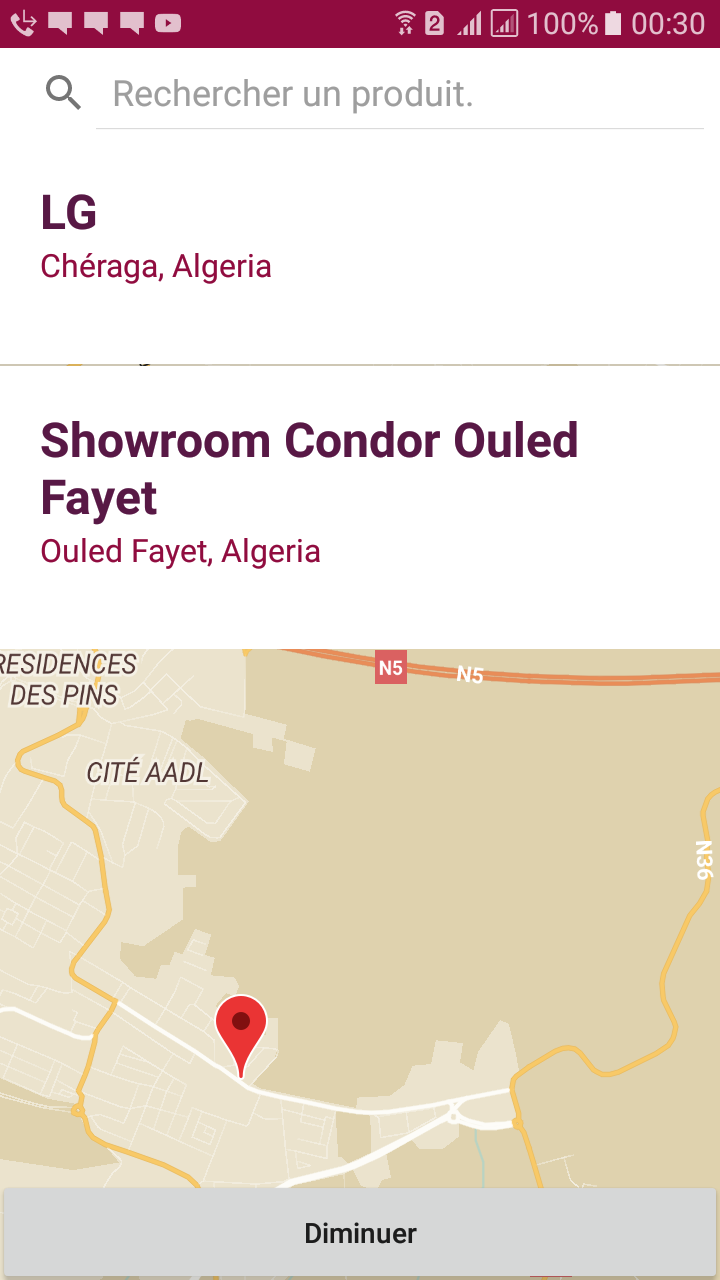 2 100% 00:30
Rechercher un produit.
LG
Chéraga, Algeria
Showroom Condor Ouled
Fayet
Ouled Fayet, Algeria
RESIDENCES
DES PINS
N5
N5
CITÉ AADL
N36
Diminuer